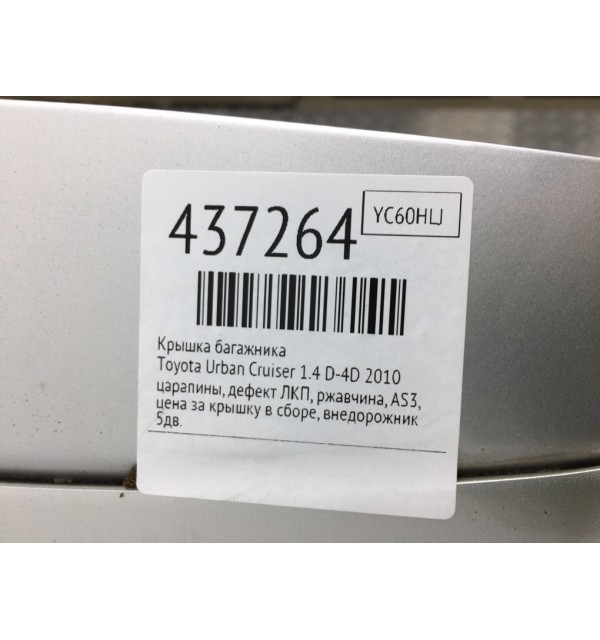 437264
YC60HLJ
Крышка багажника
Toyota Urban Cruiser 1.4 D-4D 2010
царапины, дефект ЛКП, ржавчина, AS3,
цена за крышку в сборе, внедорожник
5дв.